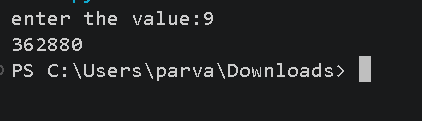 enter the value:9
362880
PS C:\Users\parva\Downloads>